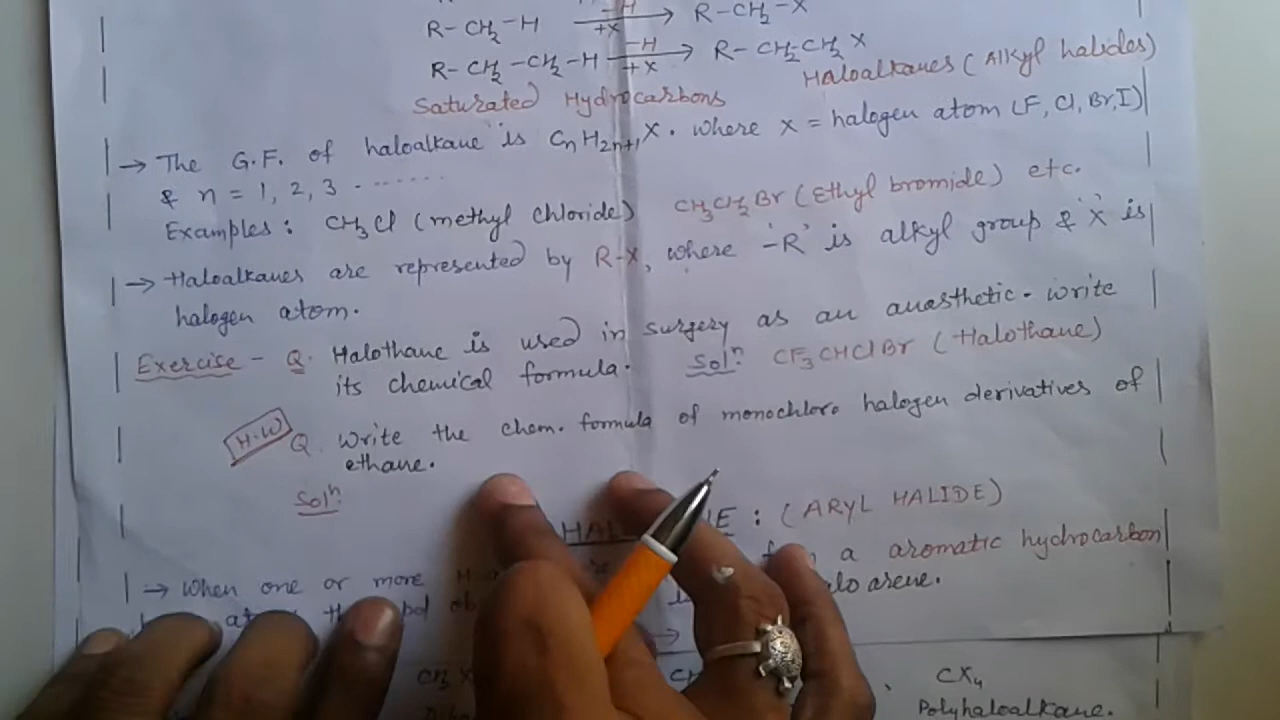 R-CH₂-H —H/+X→ R-CH₂-X
R-CH₂-CH₂-H —H/+X→ R-CH₂-CH₂X
Saturated Hydrocarbons Haloalkanes (Alkyl halides)
→ The G.F. of haloalkane is CnH2n+1X. where X = halogen atom (F, Cl, Br, I)
& n = 1, 2, 3 - ......
Examples: CH₃Cl (methyl chloride) CH₃CH₂Br (Ethyl bromide) etc.
→ Haloalkanes are represented by R-X, where '-R' is alkyl group & 'X' is
halogen atom.
Exercise - Q. Halothane is used in surgery as an anasthetic. write
its chemical formula. Solⁿ. CF₃CHClBr (Halothane)
H.W Q. Write the chem. formula of monochloro halogen derivatives of
ethane.
Solⁿ.
: (ARYL HALIDE)
→ When one or more a aromatic hydrocarbon
arene.
CX₄
Polyhaloalkane.